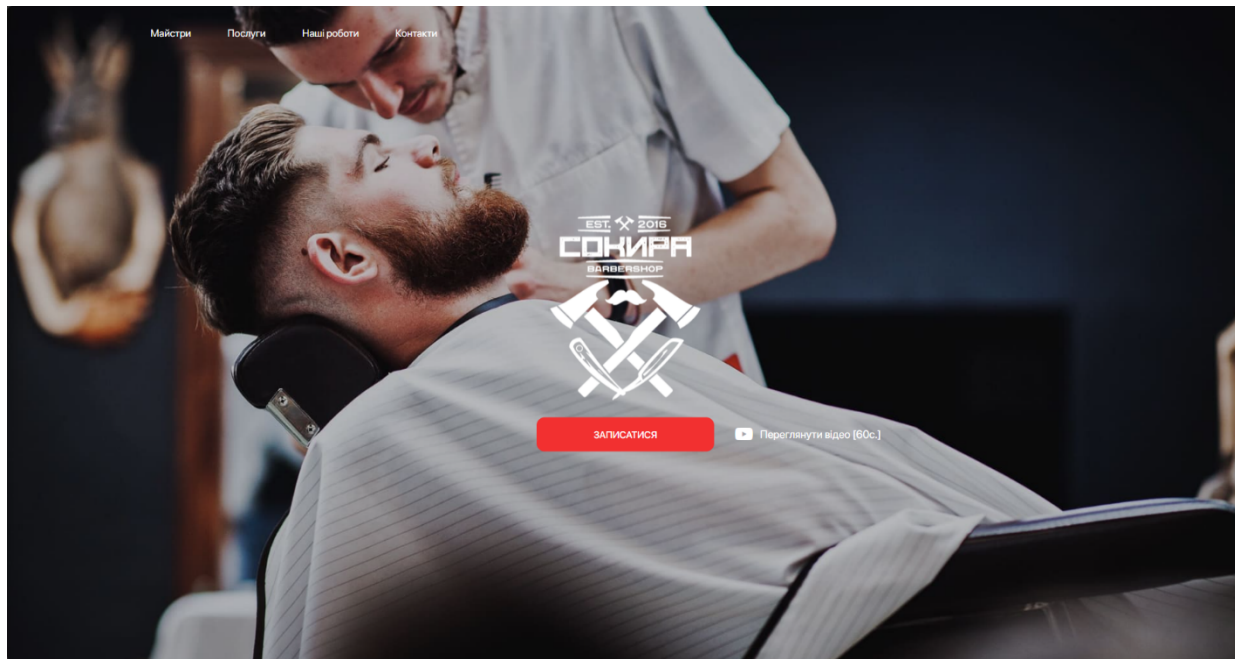 Майстри Послуги Наші роботи Контакти
EST. 2016
СОКИРА
BARBERSHOP
ЗАПИСАТИСЯ Переглянути відео [60с.]